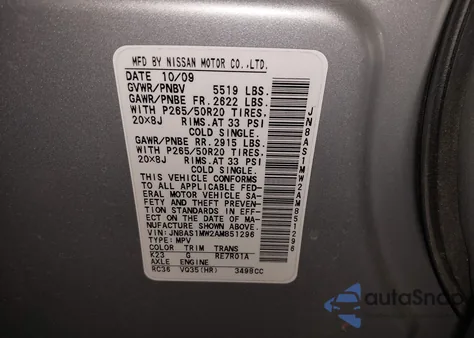 MFD BY NISSAN MOTOR CO.,LTD.
DATE 10/09
GVWR/PNBV 5519 LBS.
GAWR/PNBE FR. 2622 LBS.
WITH P265/50R20 TIRES.
20×8J RIMS. AT 33 PSI
COLD SINGLE.
GAWR/PNBE RR. 2915 LBS.
WITH P265/50R20 TIRES.
20×8J RIMS. AT 33 PSI
COLD SINGLE.
THIS VEHICLE CONFORMS
TO ALL APPLICABLE FED-
ERAL MOTOR VEHICLE SA-
FETY AND THEFT PREVEN-
TION STANDARDS IN EFF-
ECT ON THE DATE OF MA-
NUFACTURE SHOWN ABOVE.
VIN: JN8AS1MW2AM851296
TYPE: MPV
COLOR TRIM TRANS
K23 G RE7R01A
AXLE ENGINE
RC36 VQ35(HR) 3498CC
JN8AS1MW2AM851296
autoSnap